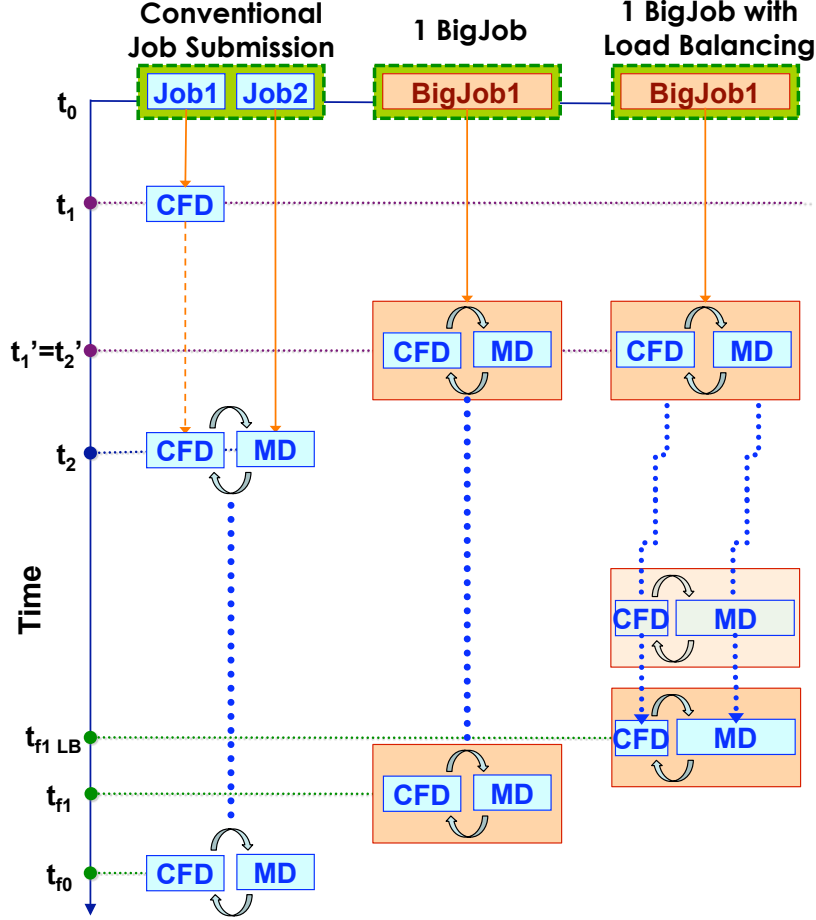 Conventional
Job Submission
1 BigJob
1 BigJob with
Load Balancing
t0 Job1 Job2 BigJob1 BigJob1
t1 CFD
t1'=t2' CFD MD CFD MD
t2 CFD MD
Time
CFD MD
tf1 LB CFD MD
tf1 CFD MD
tf0 CFD MD